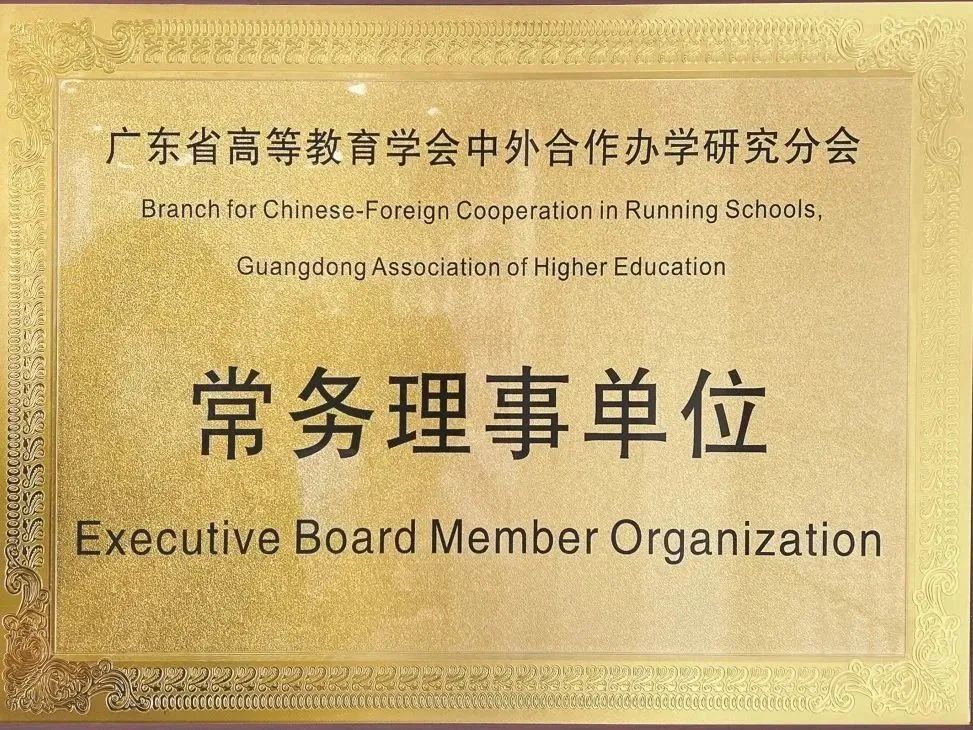 广东省高等教育学会中外合作办学研究分会
Branch for Chinese-Foreign Cooperation in Running Schools,
Guangdong Association of Higher Education
常务理事单位
Executive Board Member Organization